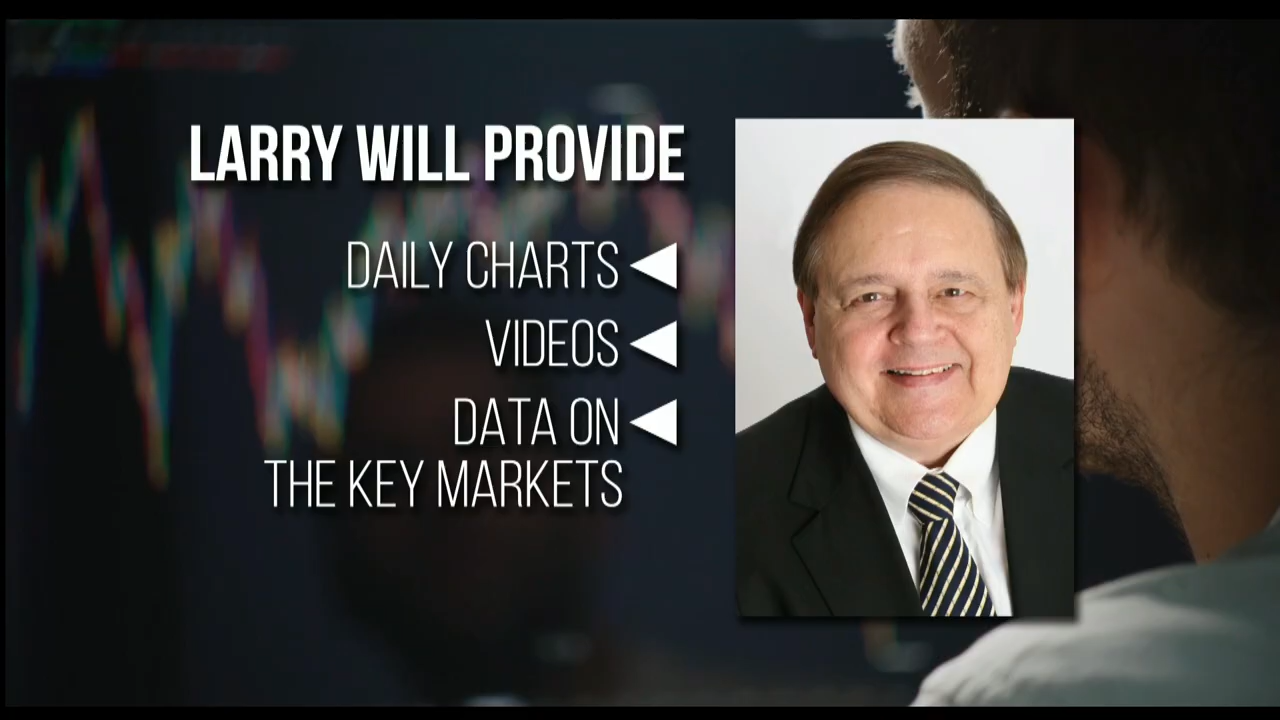 LARRY WILL PROVIDE
DAILY CHARTS
VIDEOS
DATA ON
THE KEY MARKETS